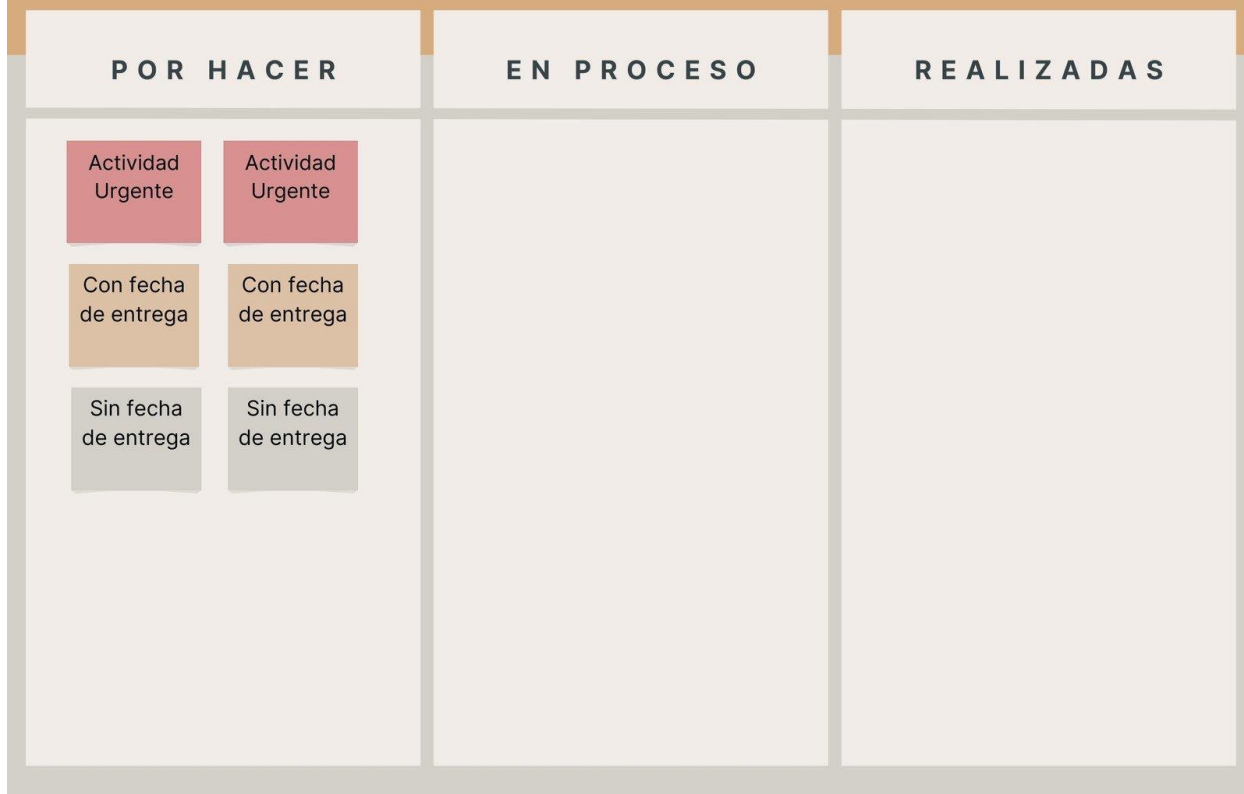 POR HACER
EN PROCESO
REALIZADAS
Actividad
Urgente
Actividad
Urgente
Con fecha
de entrega
Con fecha
de entrega
Sin fecha
de entrega
Sin fecha
de entrega